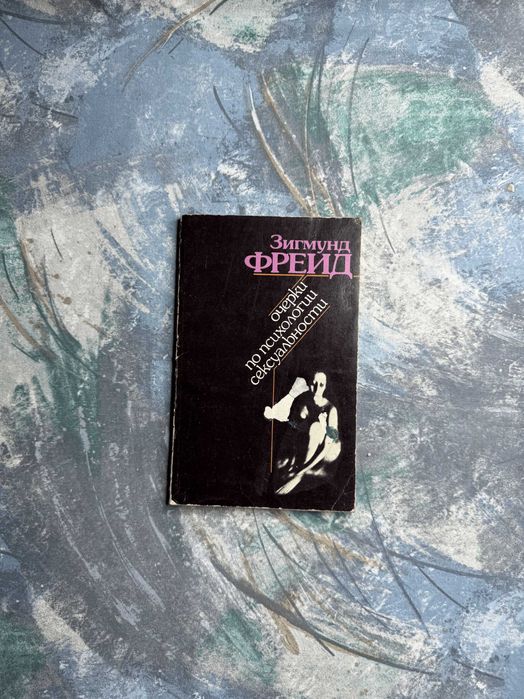 Зигмунд
ФРЕЙД
очерки
по психологии
сексуальности